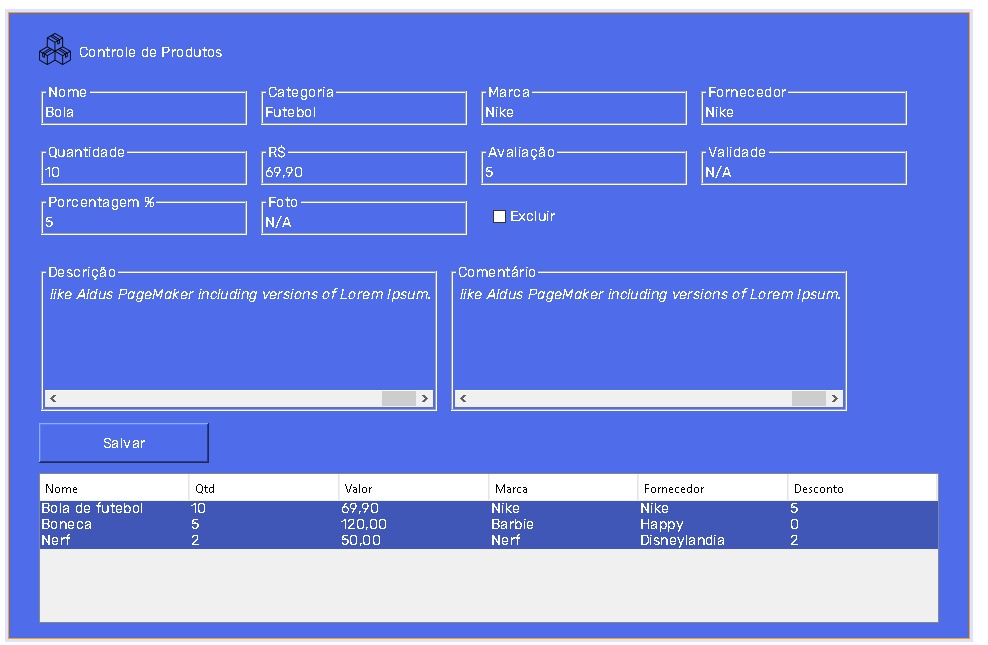 Controle de Produtos
Nome Categoria Marca Fornecedor
Bola Futebol Nike Nike
Quantidade R$ Avaliação Validade
10 69,90 5 N/A
Porcentagem % Foto
5 N/A Excluir
Descrição Comentário
like Aldus PageMaker including versions of Lorem Ipsum. like Aldus PageMaker including versions of Lorem Ipsum.
Salvar
Nome Qtd Valor Marca Fornecedor Desconto
Bola de futebol 10 69,90 Nike Nike 5
Boneca 5 120,00 Barbie Happy 0
Nerf 2 50,00 Nerf Disneylandia 2